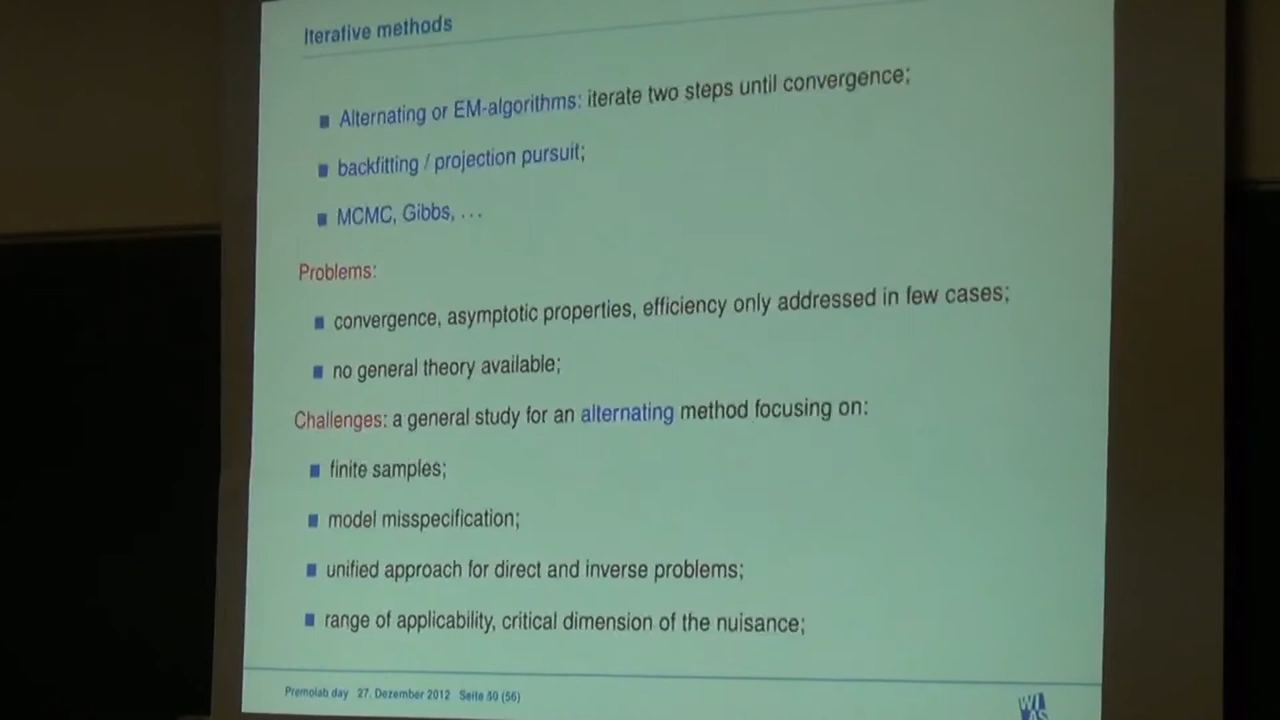 Iterative methods
Alternating or EM-algorithms: iterate two steps until convergence;
backfitting / projection pursuit;
MCMC, Gibbs, ...
Problems:
convergence, asymptotic properties, efficiency only addressed in few cases;
no general theory available;
Challenges: a general study for an alternating method focusing on:
finite samples;
model misspecification;
unified approach for direct and inverse problems;
range of applicability, critical dimension of the nuisance;
Premolab day 27. Dezember 2012 Seite (56)
WI
AS